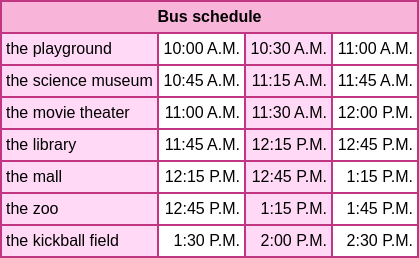 Bus schedule
the playground 10:00 A.M. 10:30 A.M. 11:00 A.M.
the science museum 10:45 A.M. 11:15 A.M. 11:45 A.M.
the movie theater 11:00 A.M. 11:30 A.M. 12:00 P.M.
the library 11:45 A.M. 12:15 P.M. 12:45 P.M.
the mall 12:15 P.M. 12:45 P.M. 1:15 P.M.
the zoo 12:45 P.M. 1:15 P.M. 1:45 P.M.
the kickball field 1:30 P.M. 2:00 P.M. 2:30 P.M.